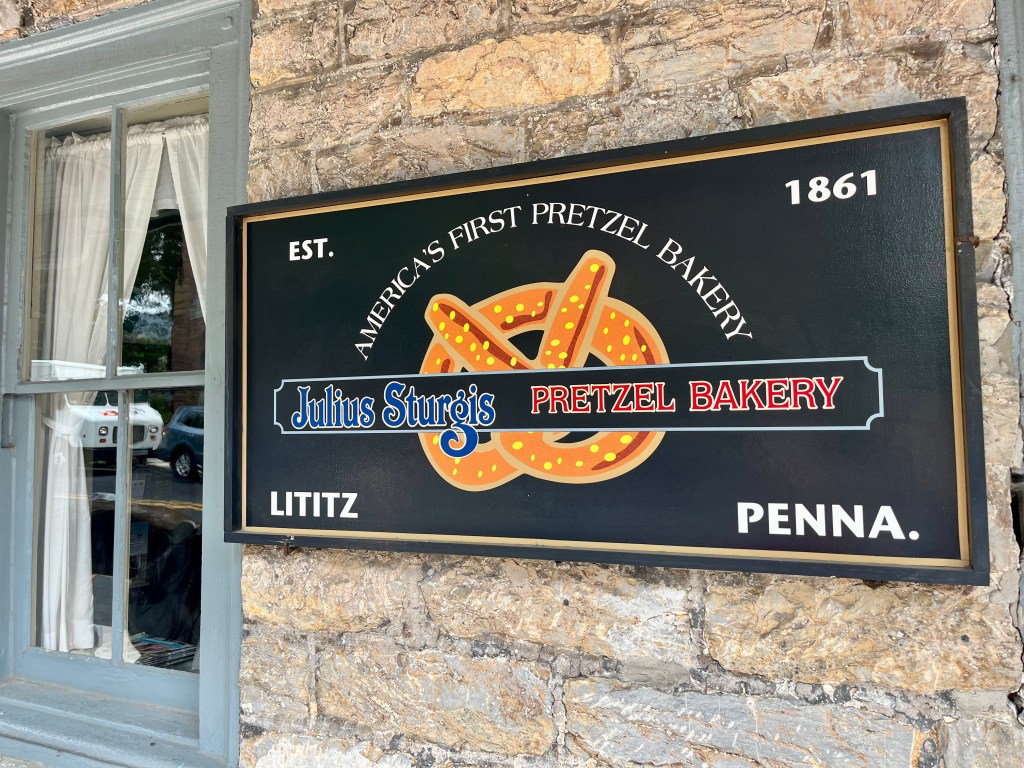 EST.
1861
AMERICA'S FIRST PRETZEL BAKERY
Julius Sturgis PRETZEL BAKERY
LITITZ
PENNA.